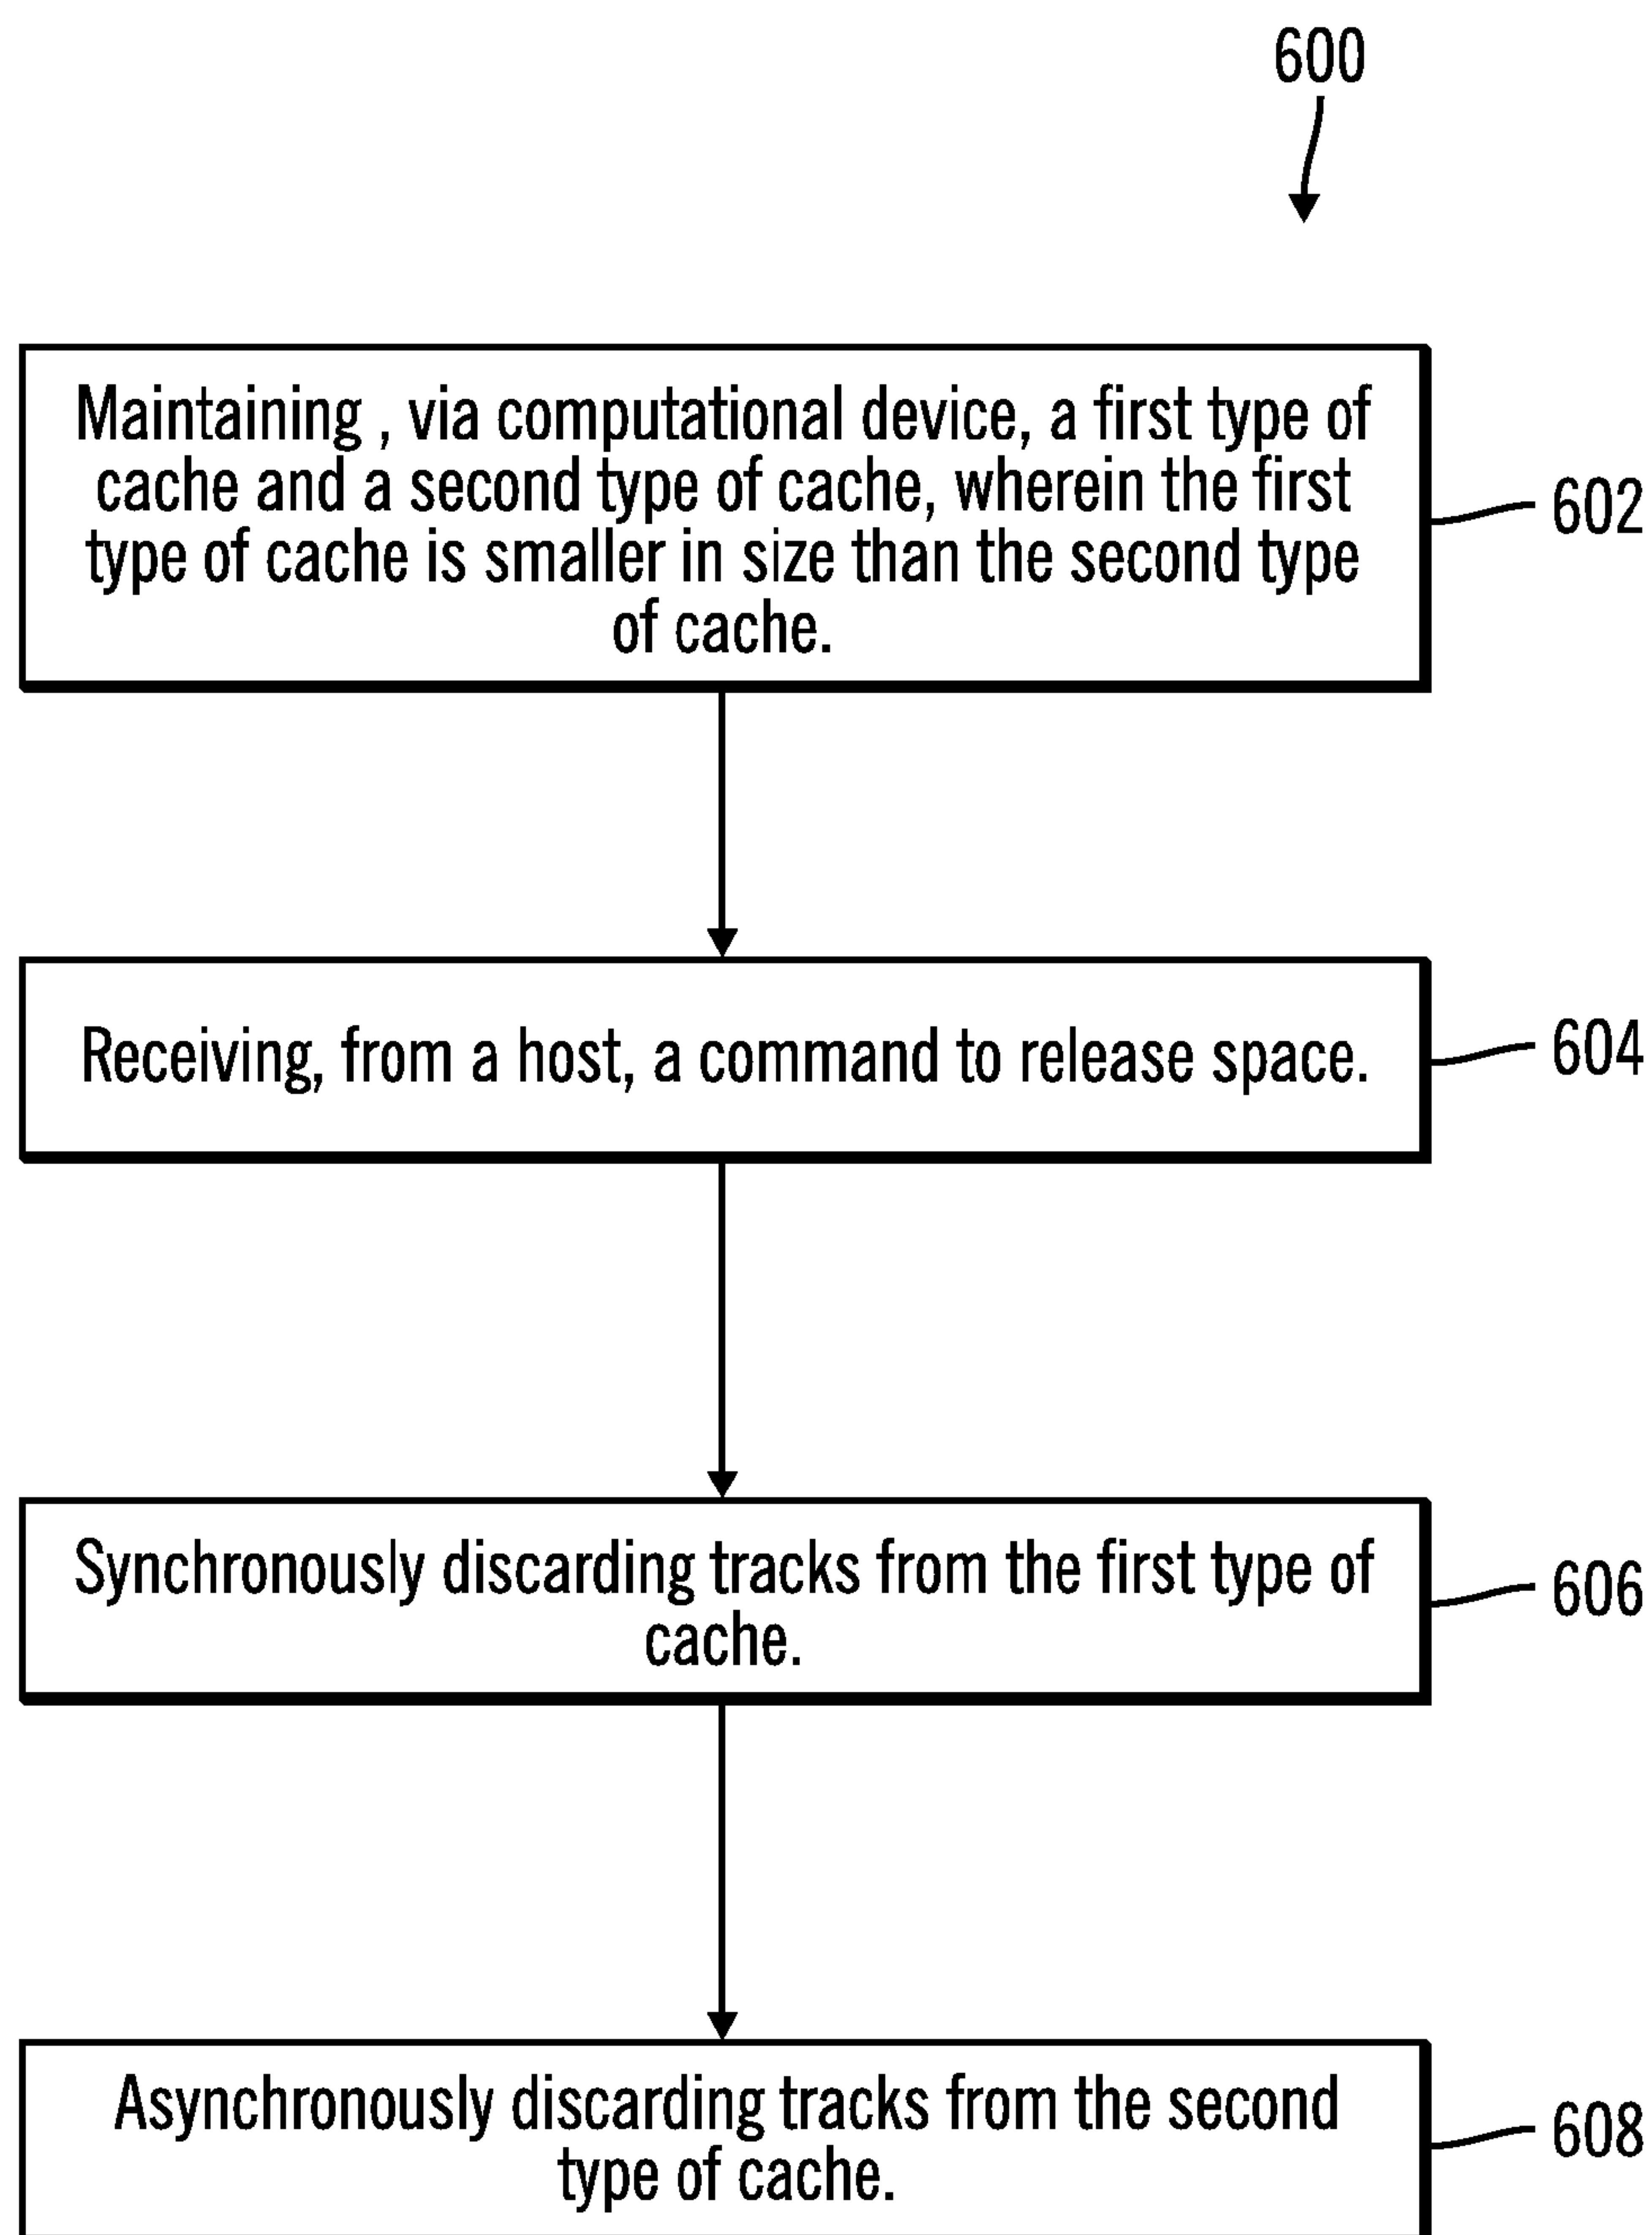 600
Maintaining , via computational device, a first type of
cache and a second type of cache, wherein the first
type of cache is smaller in size than the second type
of cache.
602
Receiving, from a host, a command to release space.
604
Synchronously discarding tracks from the first type of
cache.
606
Asynchronously discarding tracks from the second
type of cache.
608